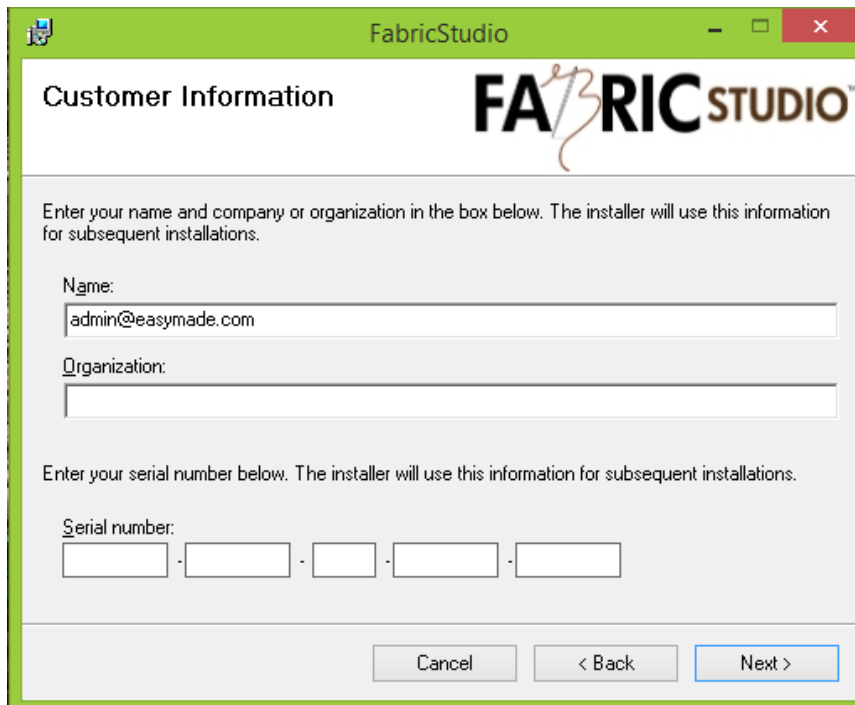 FabricStudio
Customer Information
FABRIC STUDIO™
Enter your name and company or organization in the box below. The installer will use this information
for subsequent installations.
Name:
admin@easymade.com
Organization:
Enter your serial number below. The installer will use this information for subsequent installations.
Serial number:
- - - -
Cancel < Back Next >